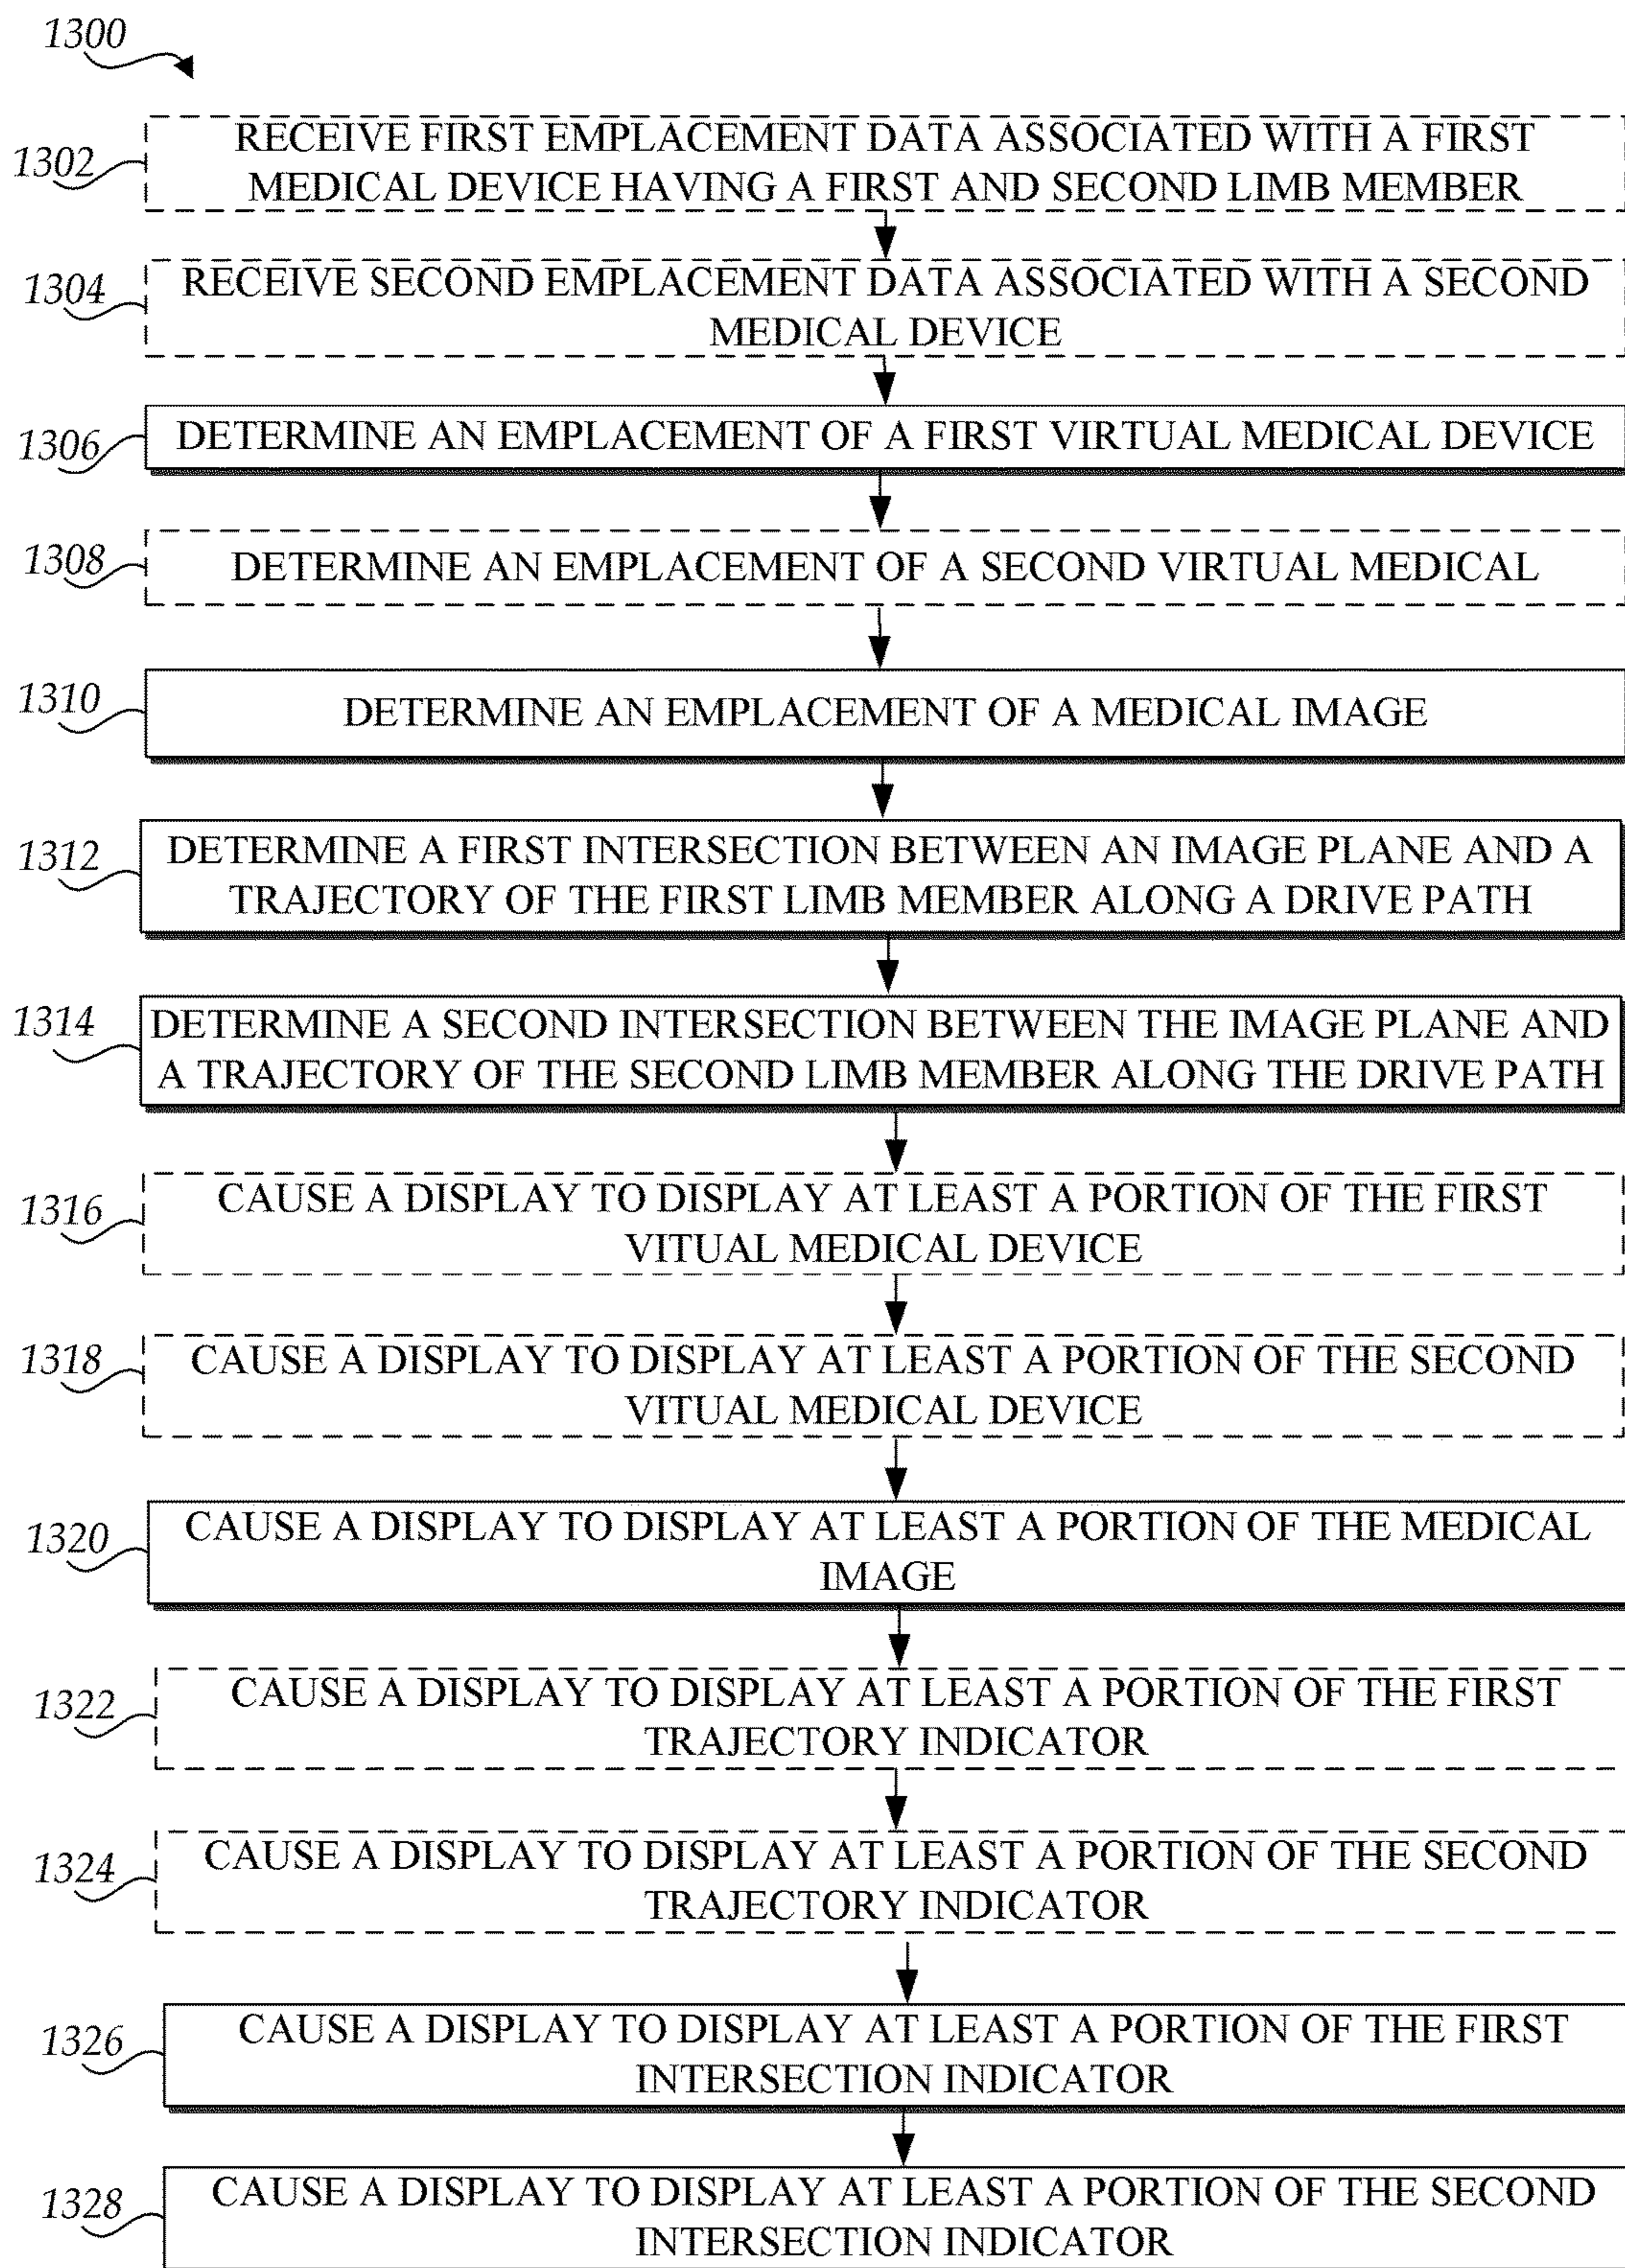 1300
1302
RECEIVE FIRST EMPLACEMENT DATA ASSOCIATED WITH A FIRST
MEDICAL DEVICE HAVING A FIRST AND SECOND LIMB MEMBER
1304
RECEIVE SECOND EMPLACEMENT DATA ASSOCIATED WITH A SECOND
MEDICAL DEVICE
1306
DETERMINE AN EMPLACEMENT OF A FIRST VIRTUAL MEDICAL DEVICE
1308
DETERMINE AN EMPLACEMENT OF A SECOND VIRTUAL MEDICAL
1310
DETERMINE AN EMPLACEMENT OF A MEDICAL IMAGE
1312
DETERMINE A FIRST INTERSECTION BETWEEN AN IMAGE PLANE AND A
TRAJECTORY OF THE FIRST LIMB MEMBER ALONG A DRIVE PATH
1314
DETERMINE A SECOND INTERSECTION BETWEEN THE IMAGE PLANE AND
A TRAJECTORY OF THE SECOND LIMB MEMBER ALONG THE DRIVE PATH
1316
CAUSE A DISPLAY TO DISPLAY AT LEAST A PORTION OF THE FIRST
VITUAL MEDICAL DEVICE
1318
CAUSE A DISPLAY TO DISPLAY AT LEAST A PORTION OF THE SECOND
VITUAL MEDICAL DEVICE
1320
CAUSE A DISPLAY TO DISPLAY AT LEAST A PORTION OF THE MEDICAL
IMAGE
1322
CAUSE A DISPLAY TO DISPLAY AT LEAST A PORTION OF THE FIRST
TRAJECTORY INDICATOR
1324
CAUSE A DISPLAY TO DISPLAY AT LEAST A PORTION OF THE SECOND
TRAJECTORY INDICATOR
1326
CAUSE A DISPLAY TO DISPLAY AT LEAST A PORTION OF THE FIRST
INTERSECTION INDICATOR
1328
CAUSE A DISPLAY TO DISPLAY AT LEAST A PORTION OF THE SECOND
INTERSECTION INDICATOR